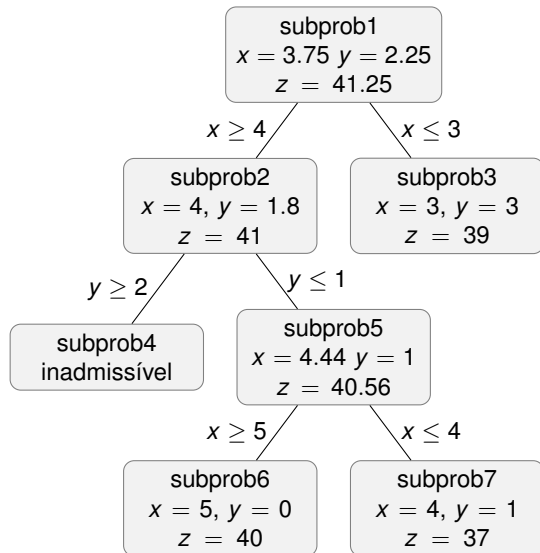 subprob1
x = 3.75 y = 2.25
z = 41.25
x ≥ 4
x ≤ 3
subprob2
x = 4, y = 1.8
z = 41
subprob3
x = 3, y = 3
z = 39
y ≥ 2
y ≤ 1
subprob4
inadmissível
subprob5
x = 4.44 y = 1
z = 40.56
x ≥ 5
x ≤ 4
subprob6
x = 5, y = 0
z = 40
subprob7
x = 4, y = 1
z = 37